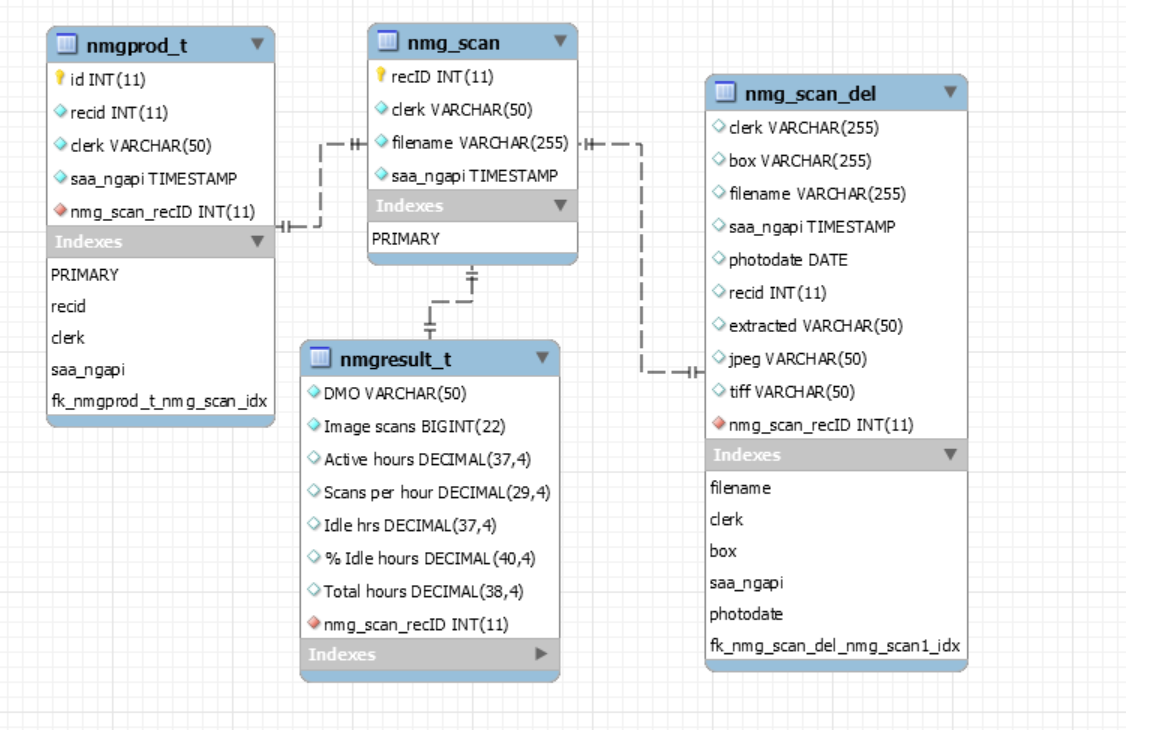 nmgprod_t
id INT(11)
recid INT(11)
clerk VARCHAR(50)
saa_ngapi TIMESTAMP
nmg_scan_recID INT(11)
Indexes
PRIMARY
recid
clerk
saa_ngapi
fk_nmgprod_t_nmg_scan_idx
nmg_scan
recID INT(11)
clerk VARCHAR(50)
filename VARCHAR(255)
saa_ngapi TIMESTAMP
Indexes
PRIMARY
nmgresult_t
DMO VARCHAR(50)
Image scans BIGINT(22)
Active hours DECIMAL(37,4)
Scans per hour DECIMAL(29,4)
Idle hrs DECIMAL(37,4)
% Idle hours DECIMAL(40,4)
Total hours DECIMAL(38,4)
nmg_scan_recID INT(11)
Indexes
nmg_scan_del
clerk VARCHAR(255)
box VARCHAR(255)
filename VARCHAR(255)
saa_ngapi TIMESTAMP
photodate DATE
recid INT(11)
extracted VARCHAR(50)
jpeg VARCHAR(50)
tiff VARCHAR(50)
nmg_scan_recID INT(11)
Indexes
filename
clerk
box
saa_ngapi
photodate
fk_nmg_scan_del_nmg_scan1_idx